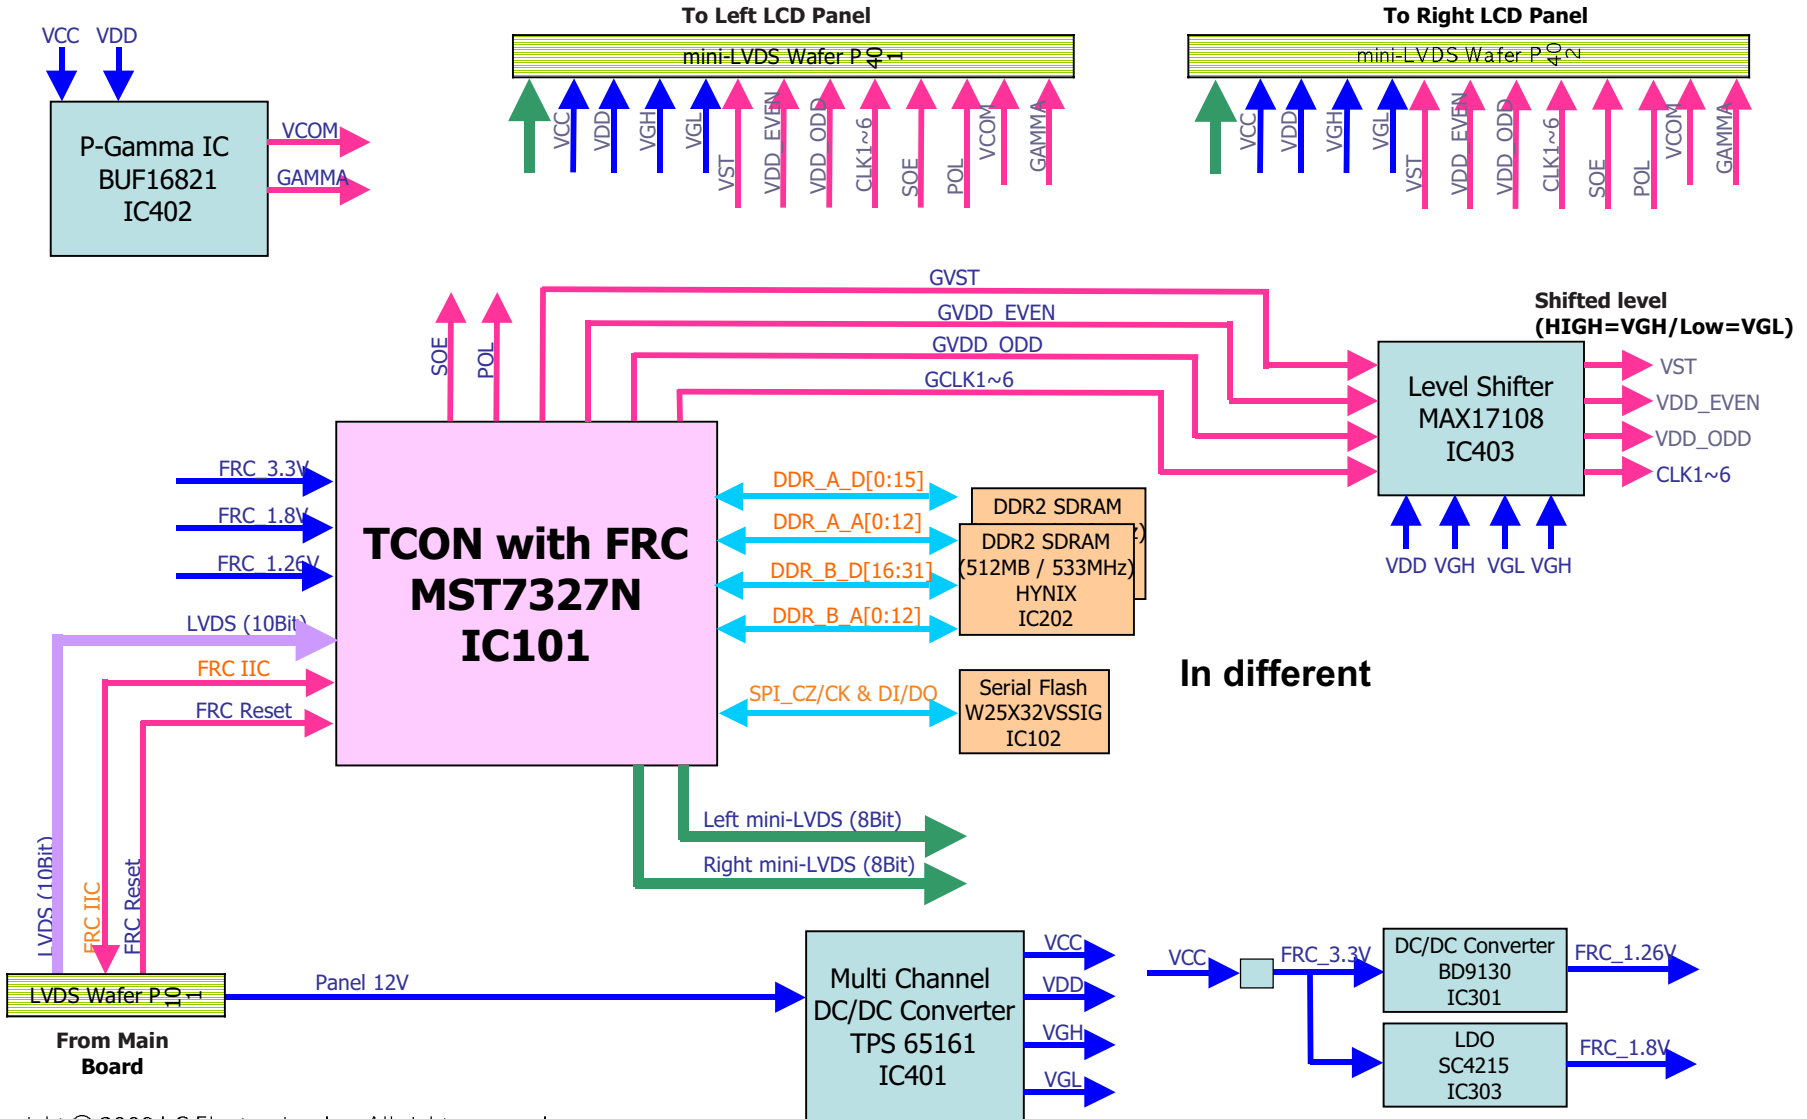 To Left LCD Panel
To Right LCD Panel
mini-LVDS Wafer P401
mini-LVDS Wafer P402
VCC VDD
P-Gamma IC
BUF16821
IC402
VCOM
GAMMA
VCC
VDD
VGH
VGL
VST
VDD_EVEN
VDD_ODD
CLK1~6
SOE
POL
VCOM
GAMMA
VCC
VDD
VGH
VGL
VST
VDD_EVEN
VDD_ODD
CLK1~6
SOE
POL
VCOM
GAMMA
GVST
GVDD_EVEN
GVDD_ODD
GCLK1~6
SOE
POL
Shifted level
(HIGH=VGH/Low=VGL)
Level Shifter
MAX17108
IC403
VST
VDD_EVEN
VDD_ODD
CLK1~6
VDD VGH VGL VGH
FRC_3.3V
FRC_1.8V
FRC_1.26V
LVDS (10Bit)
FRC IIC
FRC Reset
TCON with FRC
MST7327N
IC101
DDR_A_D[0:15]
DDR_A_A[0:12]
DDR_B_D[16:31]
DDR_B_A[0:12]
SPI_CZ/CK & DI/DO
DDR2 SDRAM
DDR2 SDRAM
(512MB / 533MHz)
HYNIX
IC202
Serial Flash
W25X32VSSIG
IC102
In different
Left mini-LVDS (8Bit)
Right mini-LVDS (8Bit)
LVDS (10Bit)
FRC IIC
FRC Reset
LVDS Wafer P101
From Main
Board
Panel 12V
Multi Channel
DC/DC Converter
TPS 65161
IC401
VCC
VDD
VGH
VGL
VCC
FRC_3.3V
DC/DC Converter
BD9130
IC301
FRC_1.26V
LDO
SC4215
IC303
FRC_1.8V